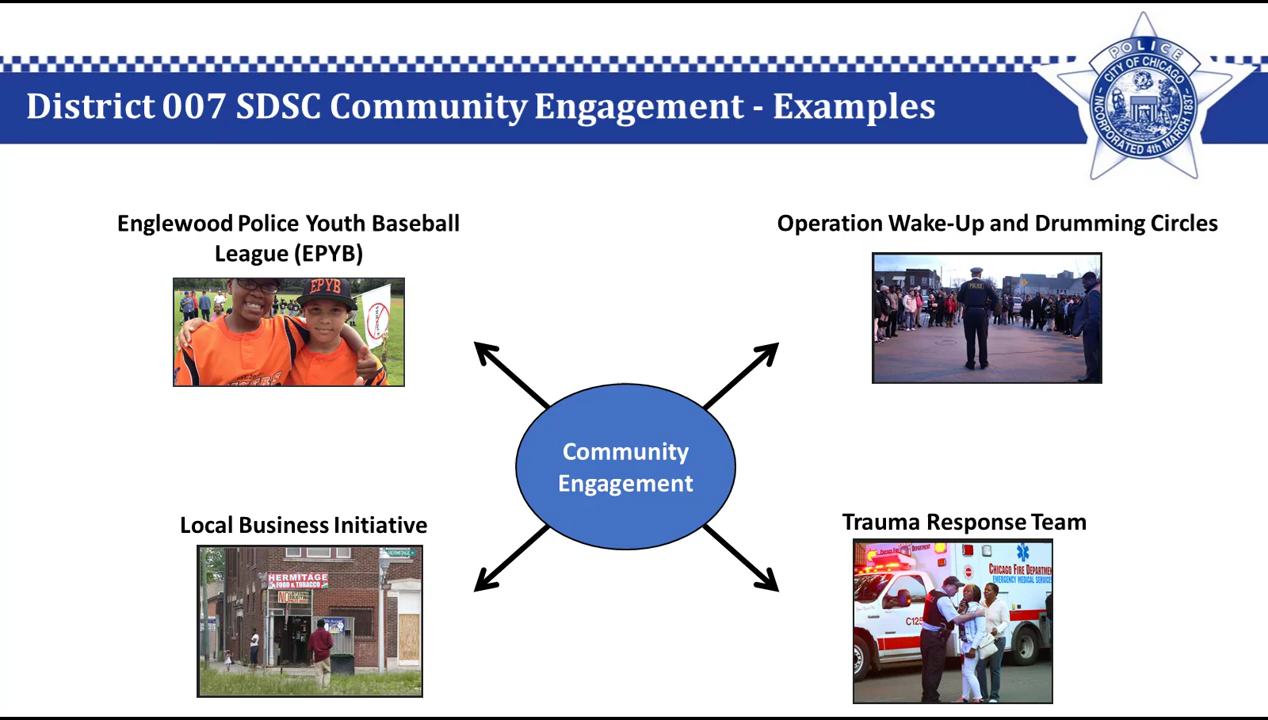 District 007 SDSC Community Engagement - Examples
POLICE
CITY OF CHICAGO
INCORPORATED 4th MARCH 1837
Englewood Police Youth Baseball
League (EPYB)
EPYB
Operation Wake-Up and Drumming Circles
POLICE
Community
Engagement
Local Business Initiative
HERMITAGE
FOOD & TOBACCO
Trauma Response Team
CHICAGO FIRE DEPARTMEN
EMERGENCY MEDICAL SERVICES